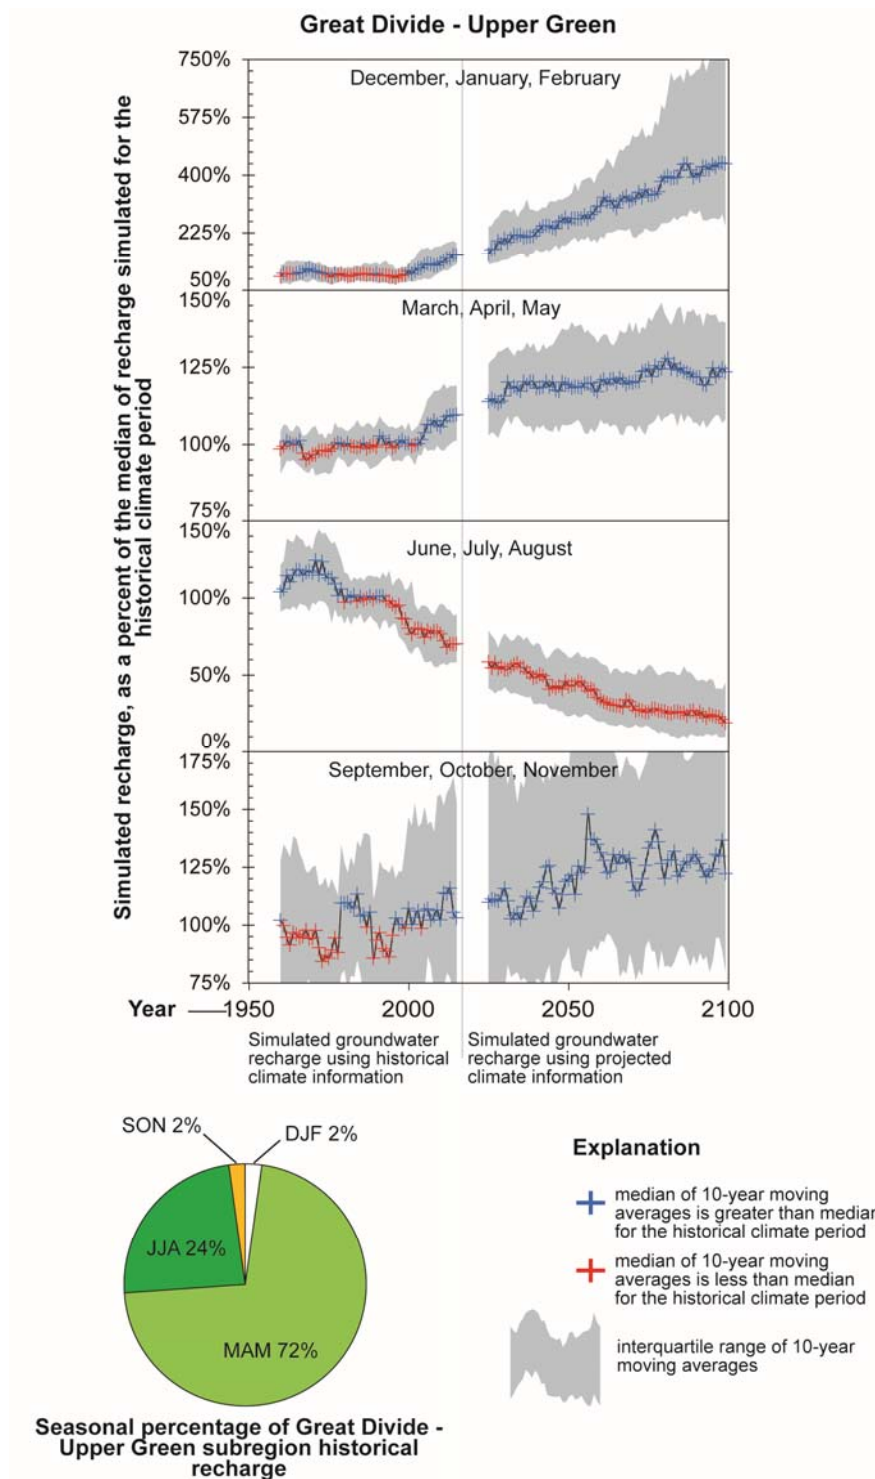 Great Divide - Upper Green
Simulated recharge, as a percent of the median of recharge simulated for the
historical climate period
750%
December, January, February
575%
400%
225%
50%
150%
March, April, May
125%
100%
75%
150%
June, July, August
100%
50%
0%
175%
September, October, November
150%
125%
100%
75%
Year
1950
2000
2050
2100
Simulated groundwater
recharge using historical
climate information
Simulated groundwater
recharge using projected
climate information
SON 2%
DJF 2%
JJA 24%
MAM 72%
Seasonal percentage of Great Divide -
Upper Green subregion historical
recharge
Explanation
median of 10-year moving
averages is greater than median
for the historical climate period
median of 10-year moving
averages is less than median
for the historical climate period
interquartile range of 10-year
moving averages